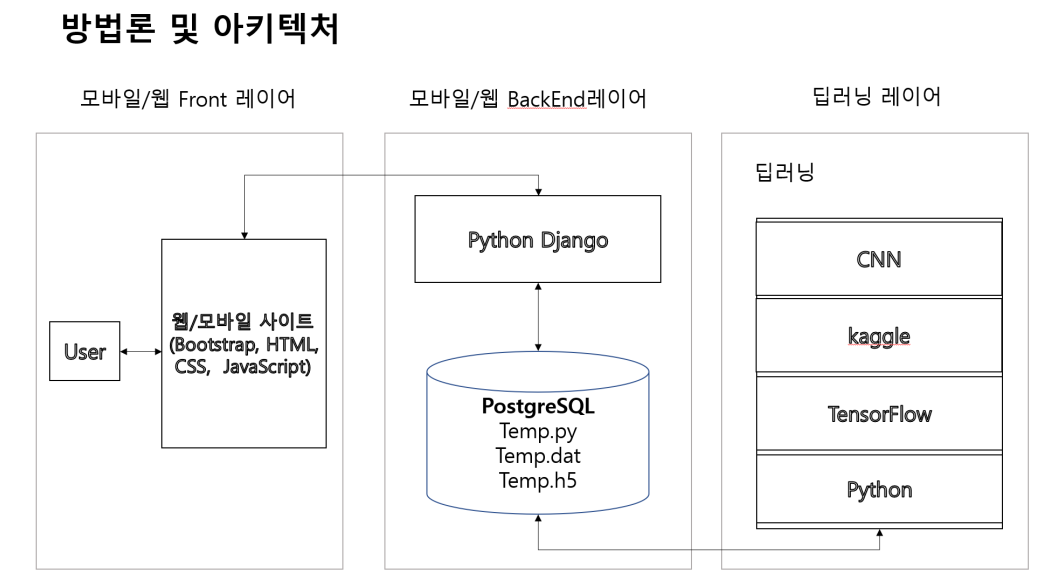 방법론 및 아키텍처
모바일/웹 Front 레이어
모바일/웹 BackEnd레이어
딥러닝 레이어
User
웹/모바일 사이트
(Bootstrap, HTML,
CSS, JavaScript)
Python Django
PostgreSQL
Temp.py
Temp.dat
Temp.h5
딥러닝
CNN
kaggle
TensorFlow
Python